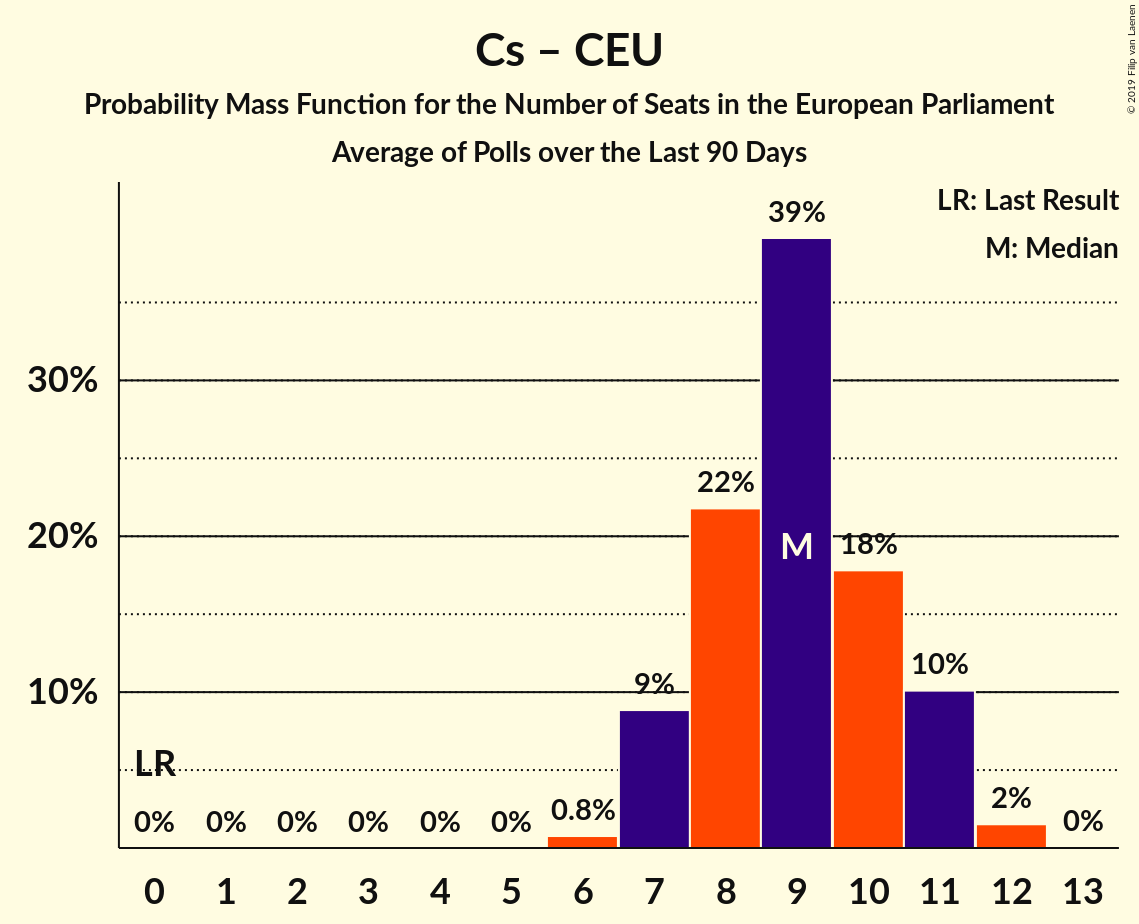 Cs – CEU
Probability Mass Function for the Number of Seats in the European Parliament
Average of Polls over the Last 90 Days
© 2019 Filip van Laenen
LR: Last Result
M: Median
39%
30%
22%
20%
M
18%
10%
10%
9%
LR
0%
0%
0%
0%
0%
0%
0.8%
2%
0%
0 1 2 3 4 5 6 7 8 9 10 11 12 13